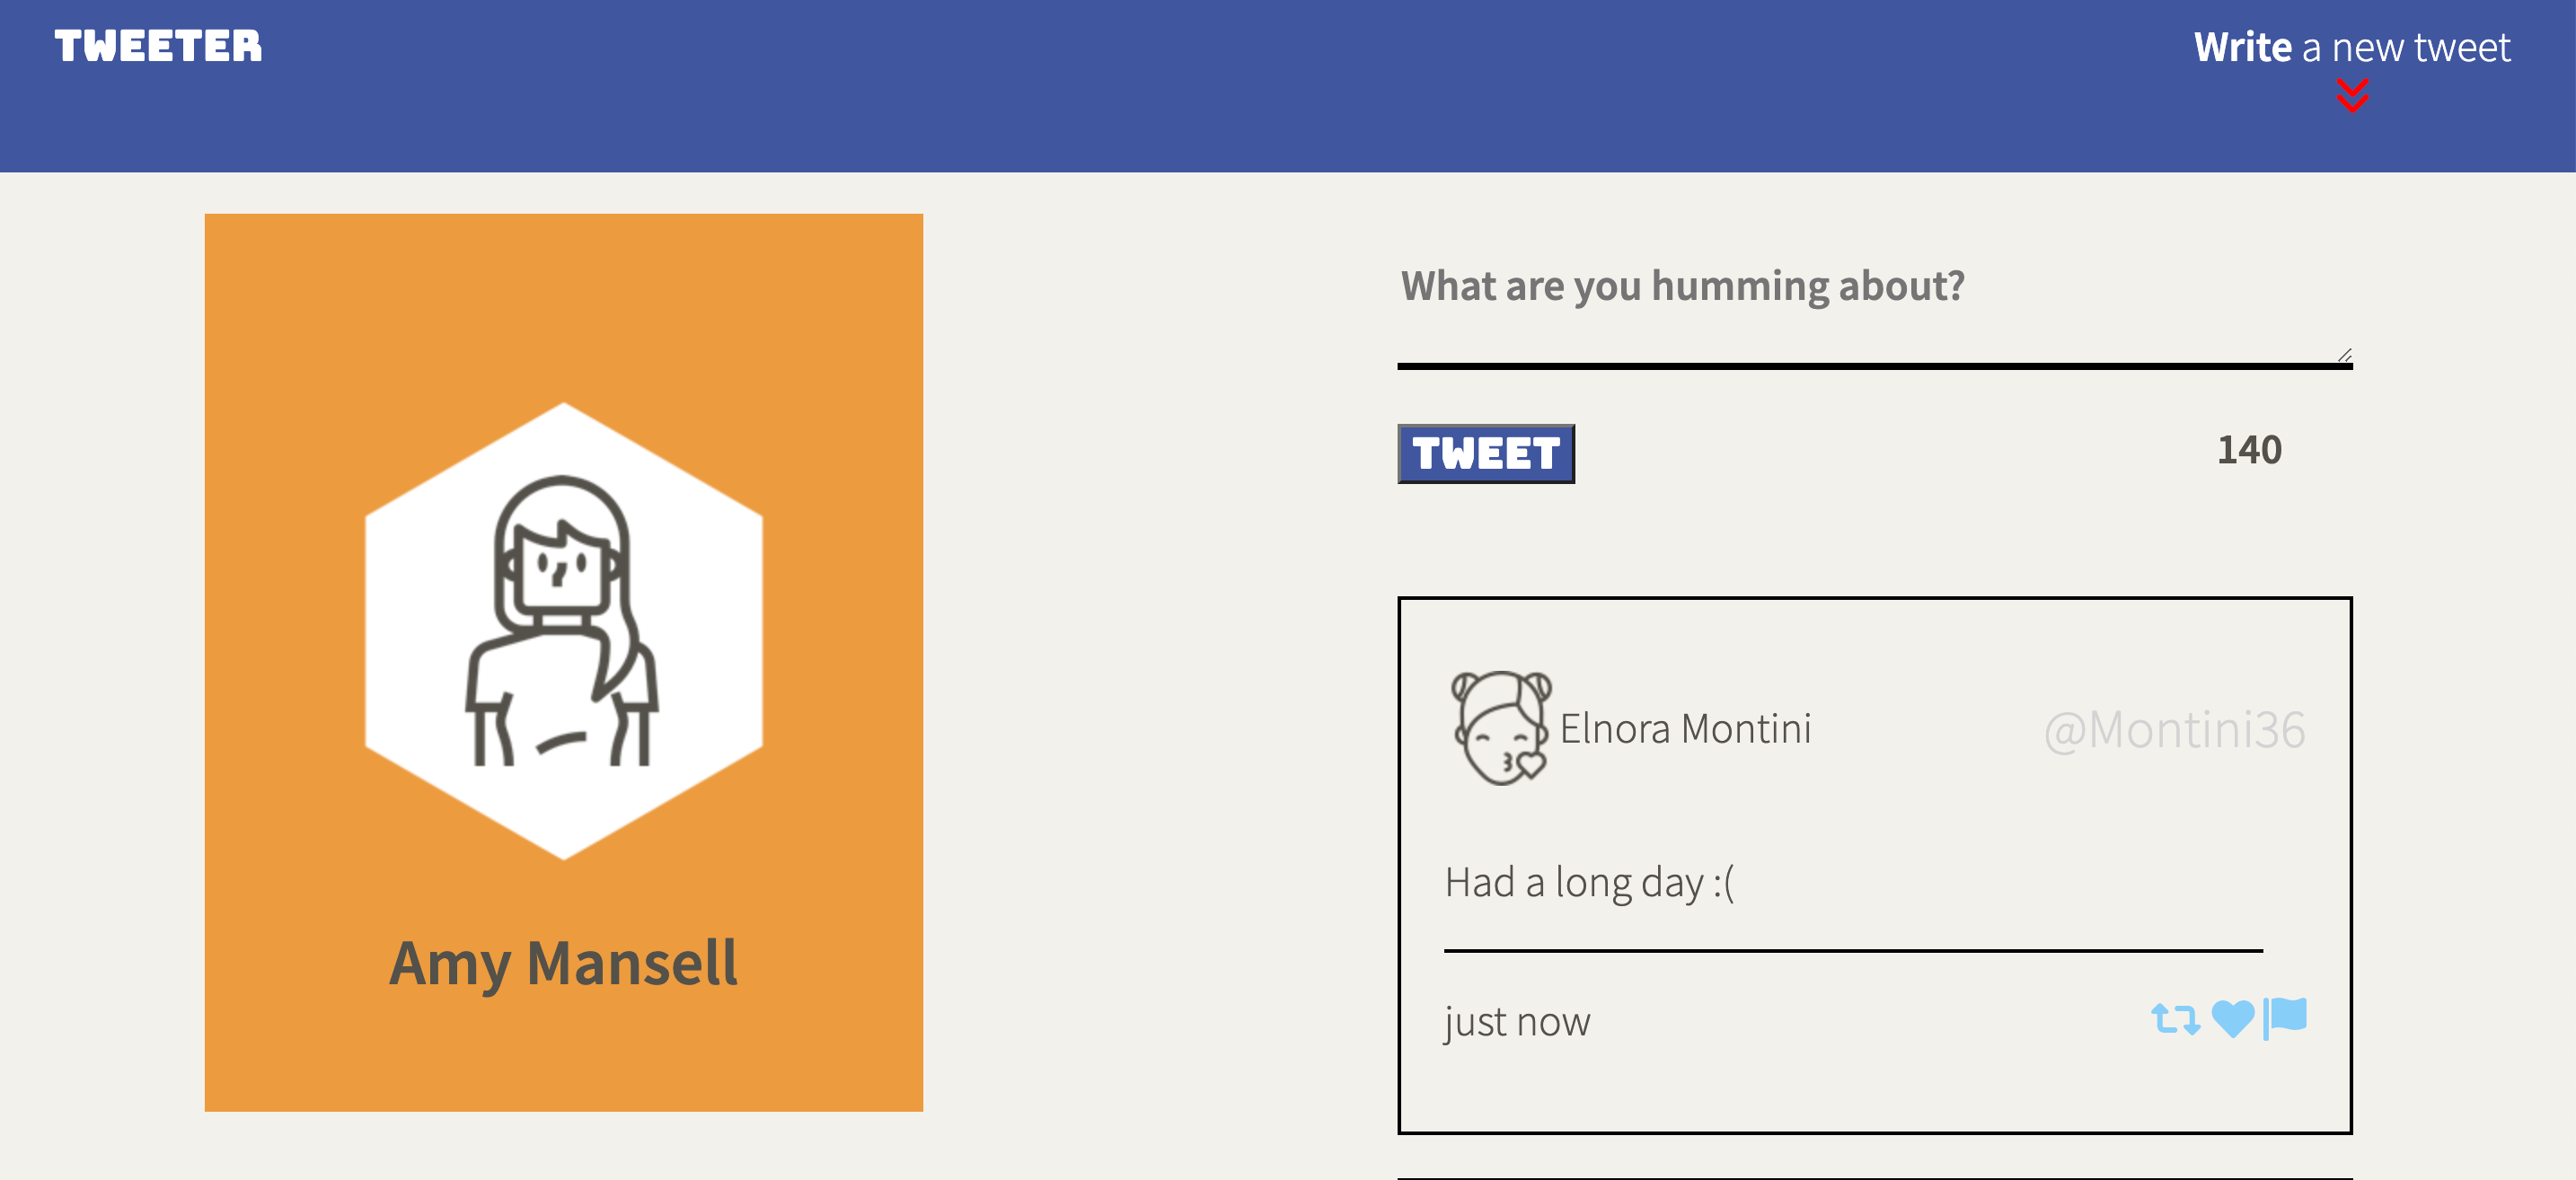 TWEETER
Write a new tweet
What are you humming about?
TWEET
140
Elnora Montini
@Montini36
Had a long day :(
just now
Amy Mansell